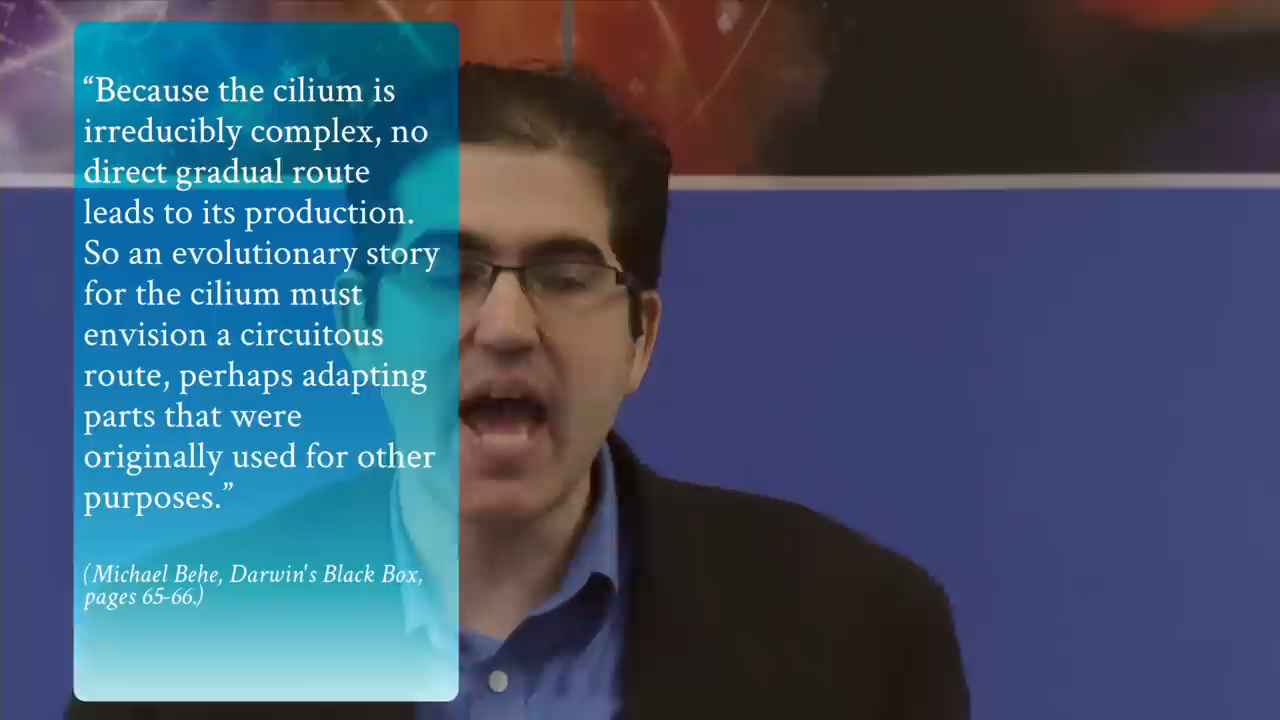 “Because the cilium is
irreducibly complex, no
direct gradual route
leads to its production.
So an evolutionary story
for the cilium must
envision a circuitous
route, perhaps adapting
parts that were
originally used for other
purposes.”
(Michael Behe, Darwin's Black Box,
pages 65-66.)